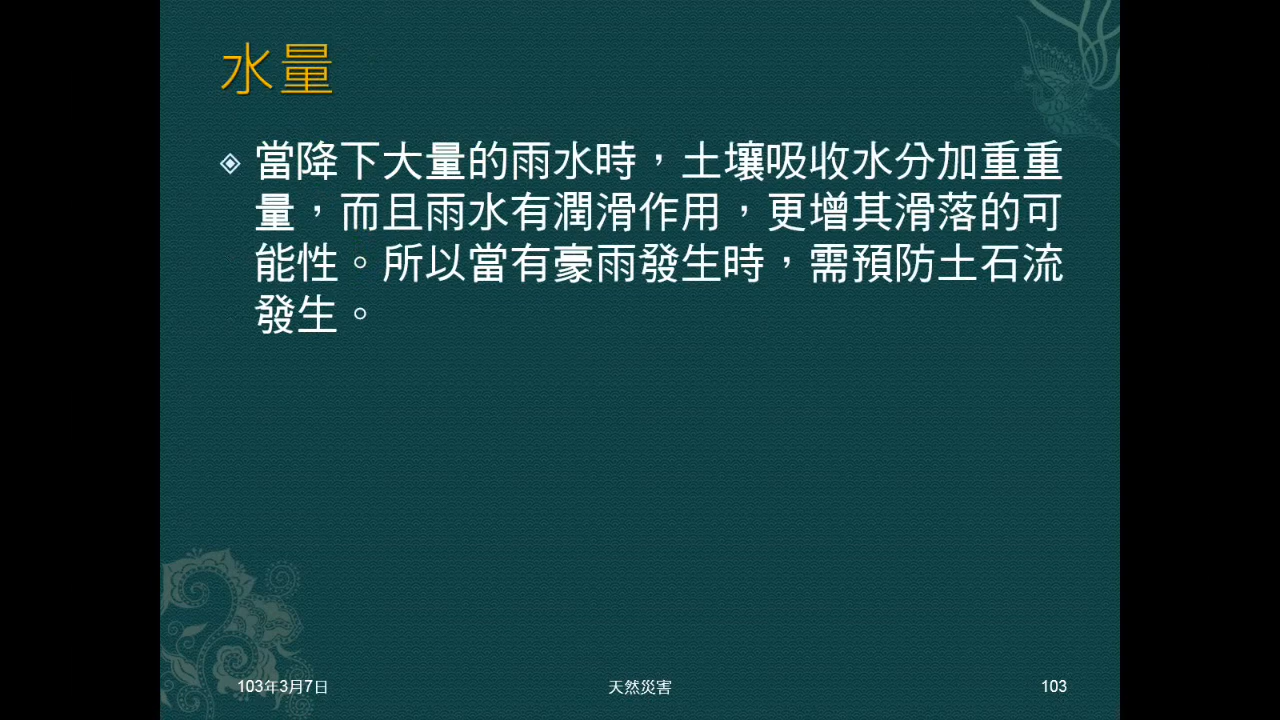 水量
當降下大量的雨水時，土壤吸收水分加重重
量，而且雨水有潤滑作用，更增其滑落的可
能性。所以當有豪雨發生時，需預防土石流
發生。
103年3月7日
天然災害
103